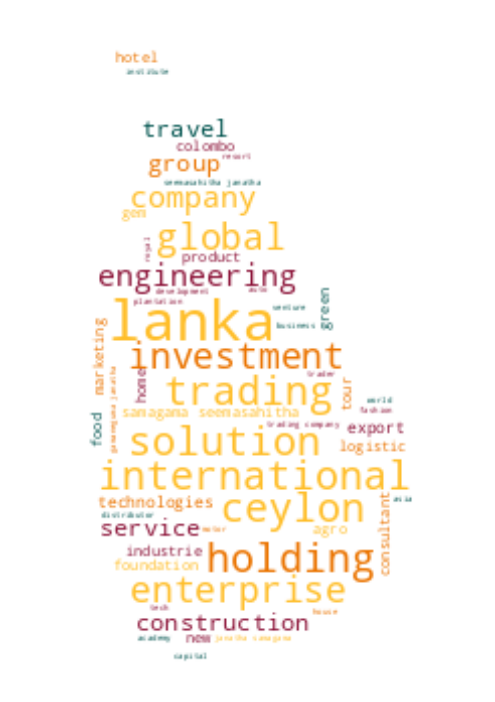 hotel
institute
travel
colombo
resort
group
seemasahitha janatha
company
gem
global
royal
product
engineering
development
auto
plantation
lanka
venture
green
business
marketing
investment
home
trader
gamanaguma janatha
trading
tour
world
fashion
samagama seemasahitha
food
trading company
export
solution
logistic
international
technologies
ceylon
asia
distributor
consultant
service
motor
agro
industrie
holding
foundation
enterprise
tech
house
construction
academy
new
janatha samagama
capital